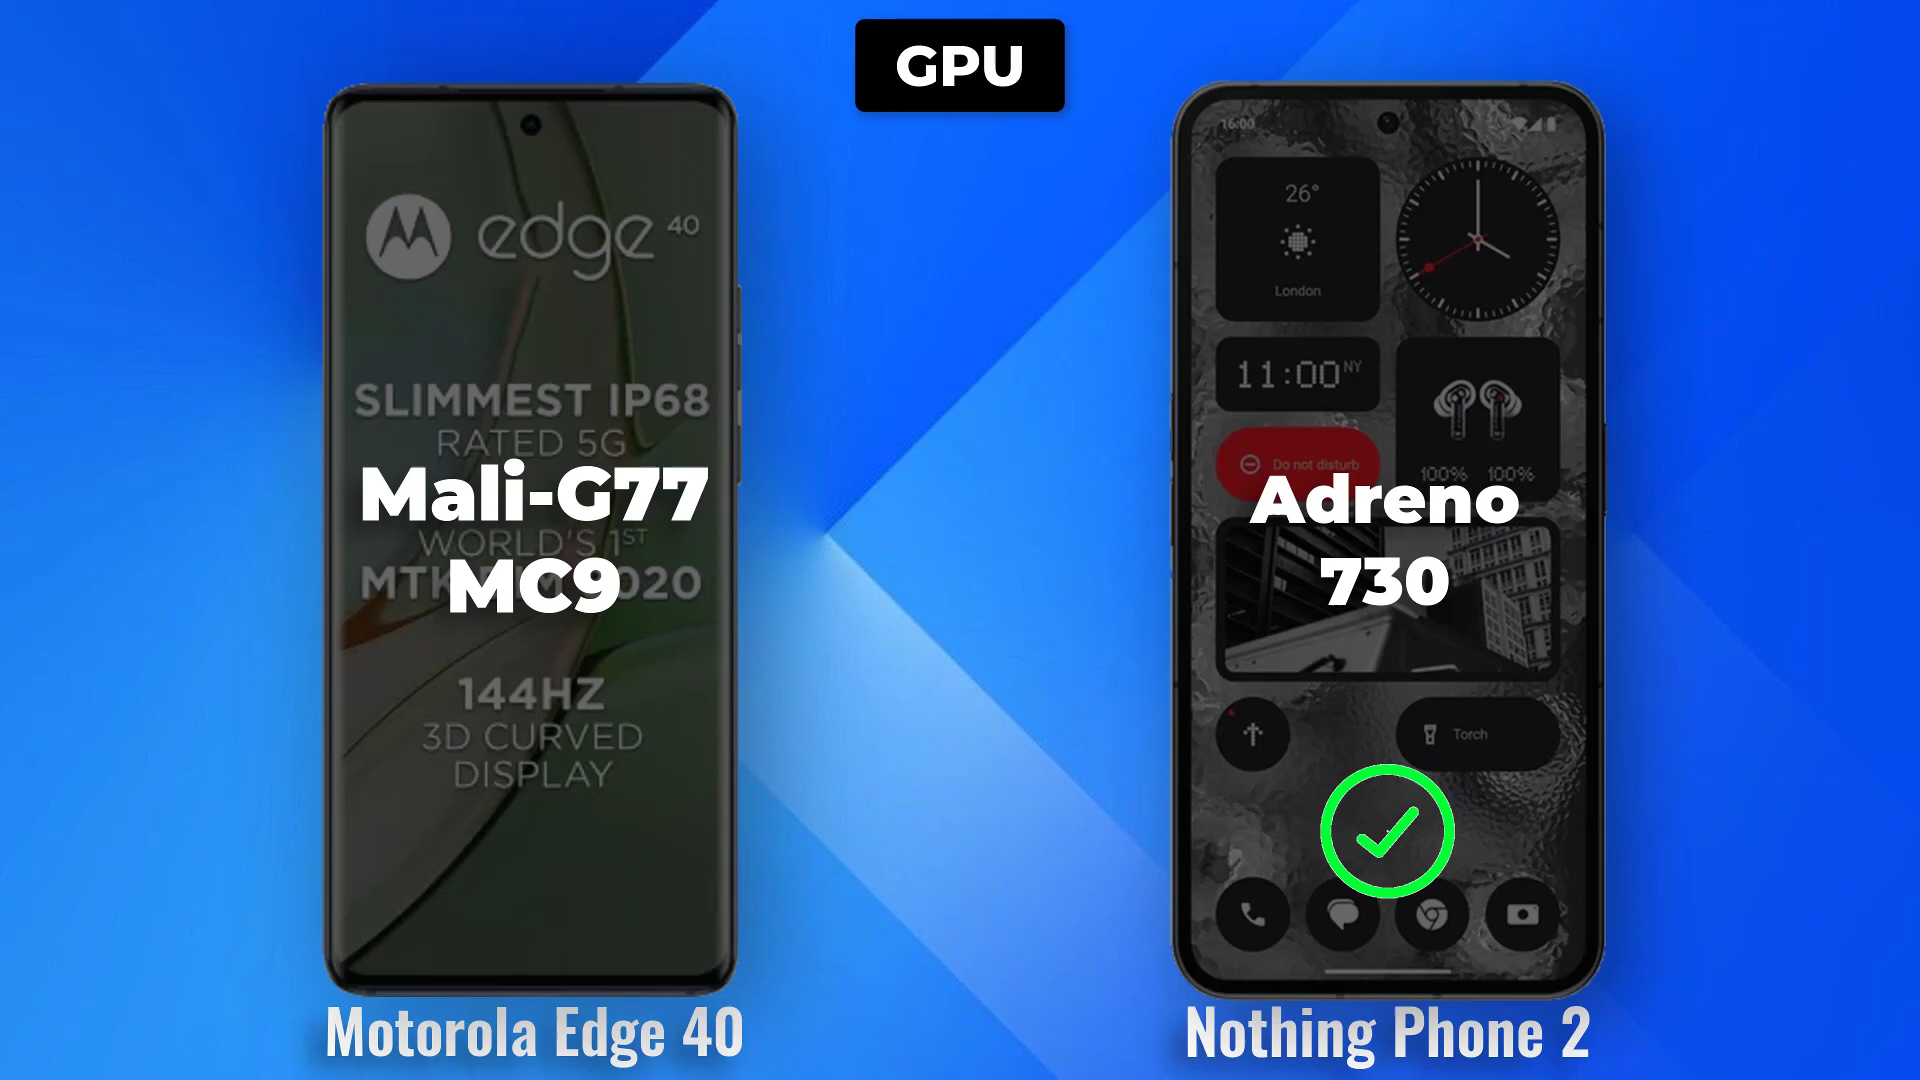 GPU
edge 40
SLIMMEST IP68
RATED 5G
Mali-G77
WORLD'S 1ST
MC9
144HZ
3D CURVED
DISPLAY
Motorola Edge 40
16:00
26°
London
11:00 NY
Do not disturb
100% 100%
Adreno
730
Torch
Nothing Phone 2